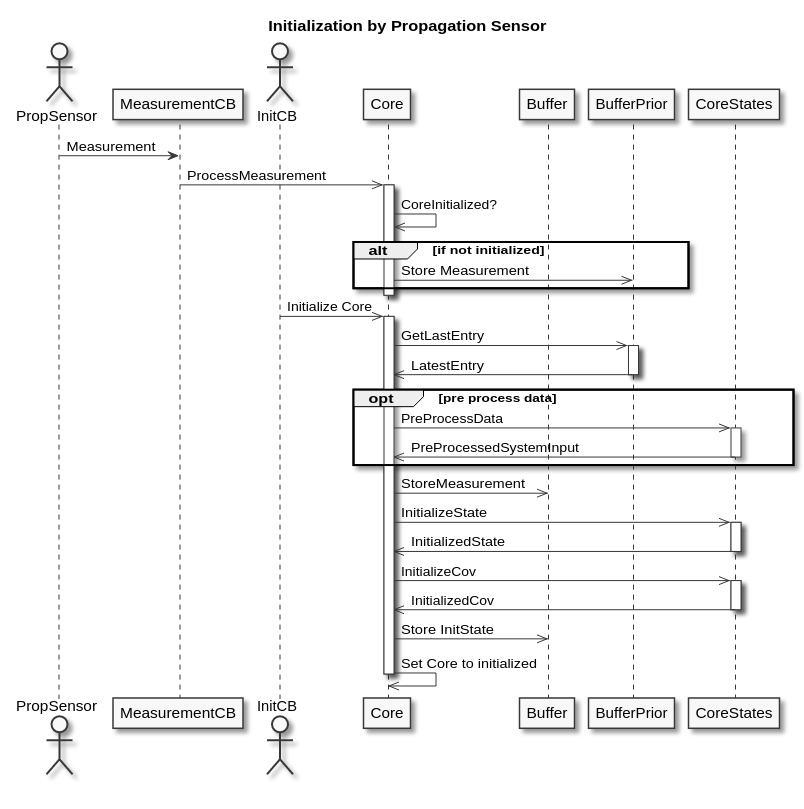 Initialization by Propagation Sensor
PropSensor
MeasurementCB
InitCB
Core
Buffer
BufferPrior
CoreStates
Measurement
ProcessMeasurement
CoreInitialized?
alt [if not initialized]
Store Measurement
Initialize Core
GetLastEntry
LatestEntry
opt [pre process data]
PreProcessData
PreProcessedSystemInput
StoreMeasurement
InitializeState
InitializedState
InitializeCov
InitializedCov
Store InitState
Set Core to initialized
PropSensor
MeasurementCB
InitCB
Core
Buffer
BufferPrior
CoreStates